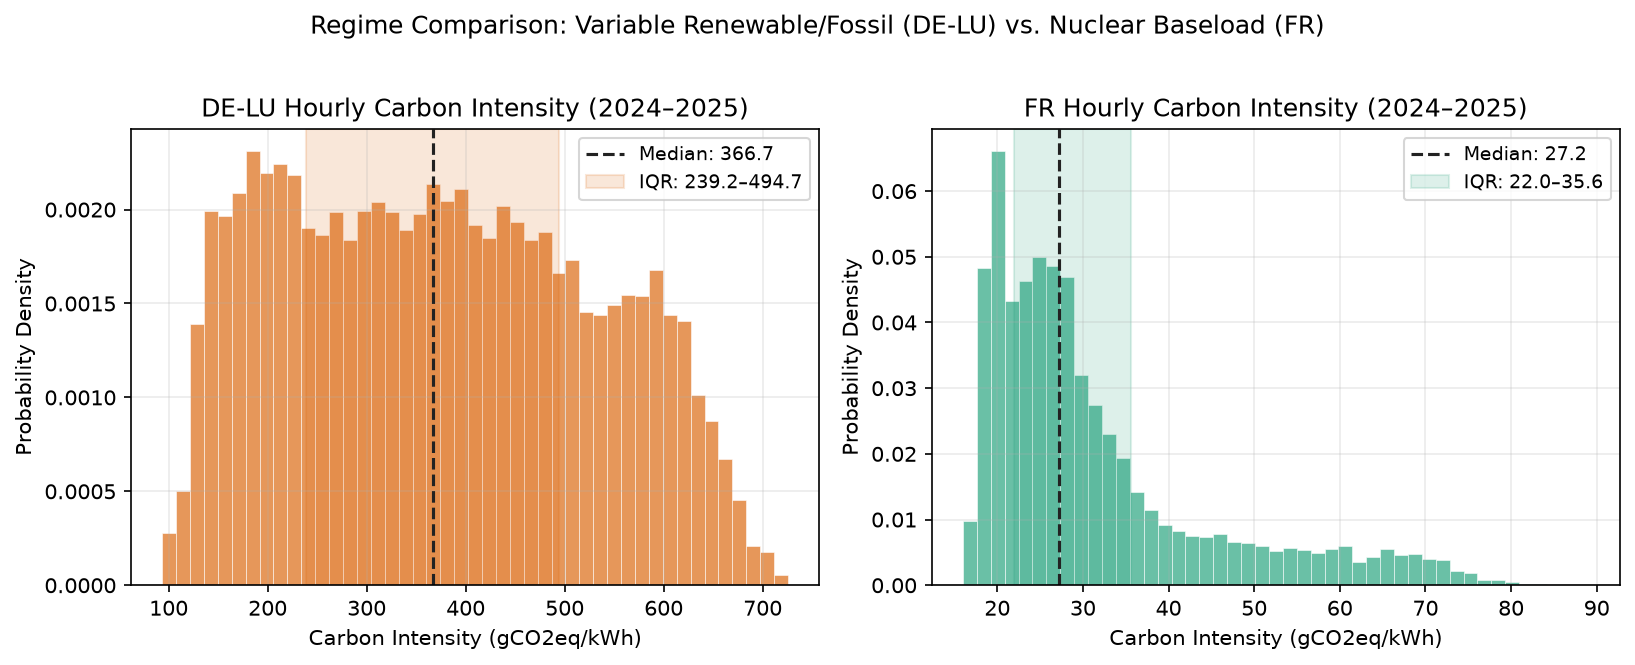 Regime Comparison: Variable Renewable/Fossil (DE-LU) vs. Nuclear Baseload (FR)
DE-LU Hourly Carbon Intensity (2024–2025)
Median: 366.7
IQR: 239.2–494.7
Probability Density
0.0020
0.0015
0.0010
0.0005
0.0000
100 200 300 400 500 600 700
Carbon Intensity (gCO2eq/kWh)
FR Hourly Carbon Intensity (2024–2025)
Median: 27.2
IQR: 22.0–35.6
Probability Density
0.06
0.05
0.04
0.03
0.02
0.01
0.00
20 30 40 50 60 70 80 90
Carbon Intensity (gCO2eq/kWh)